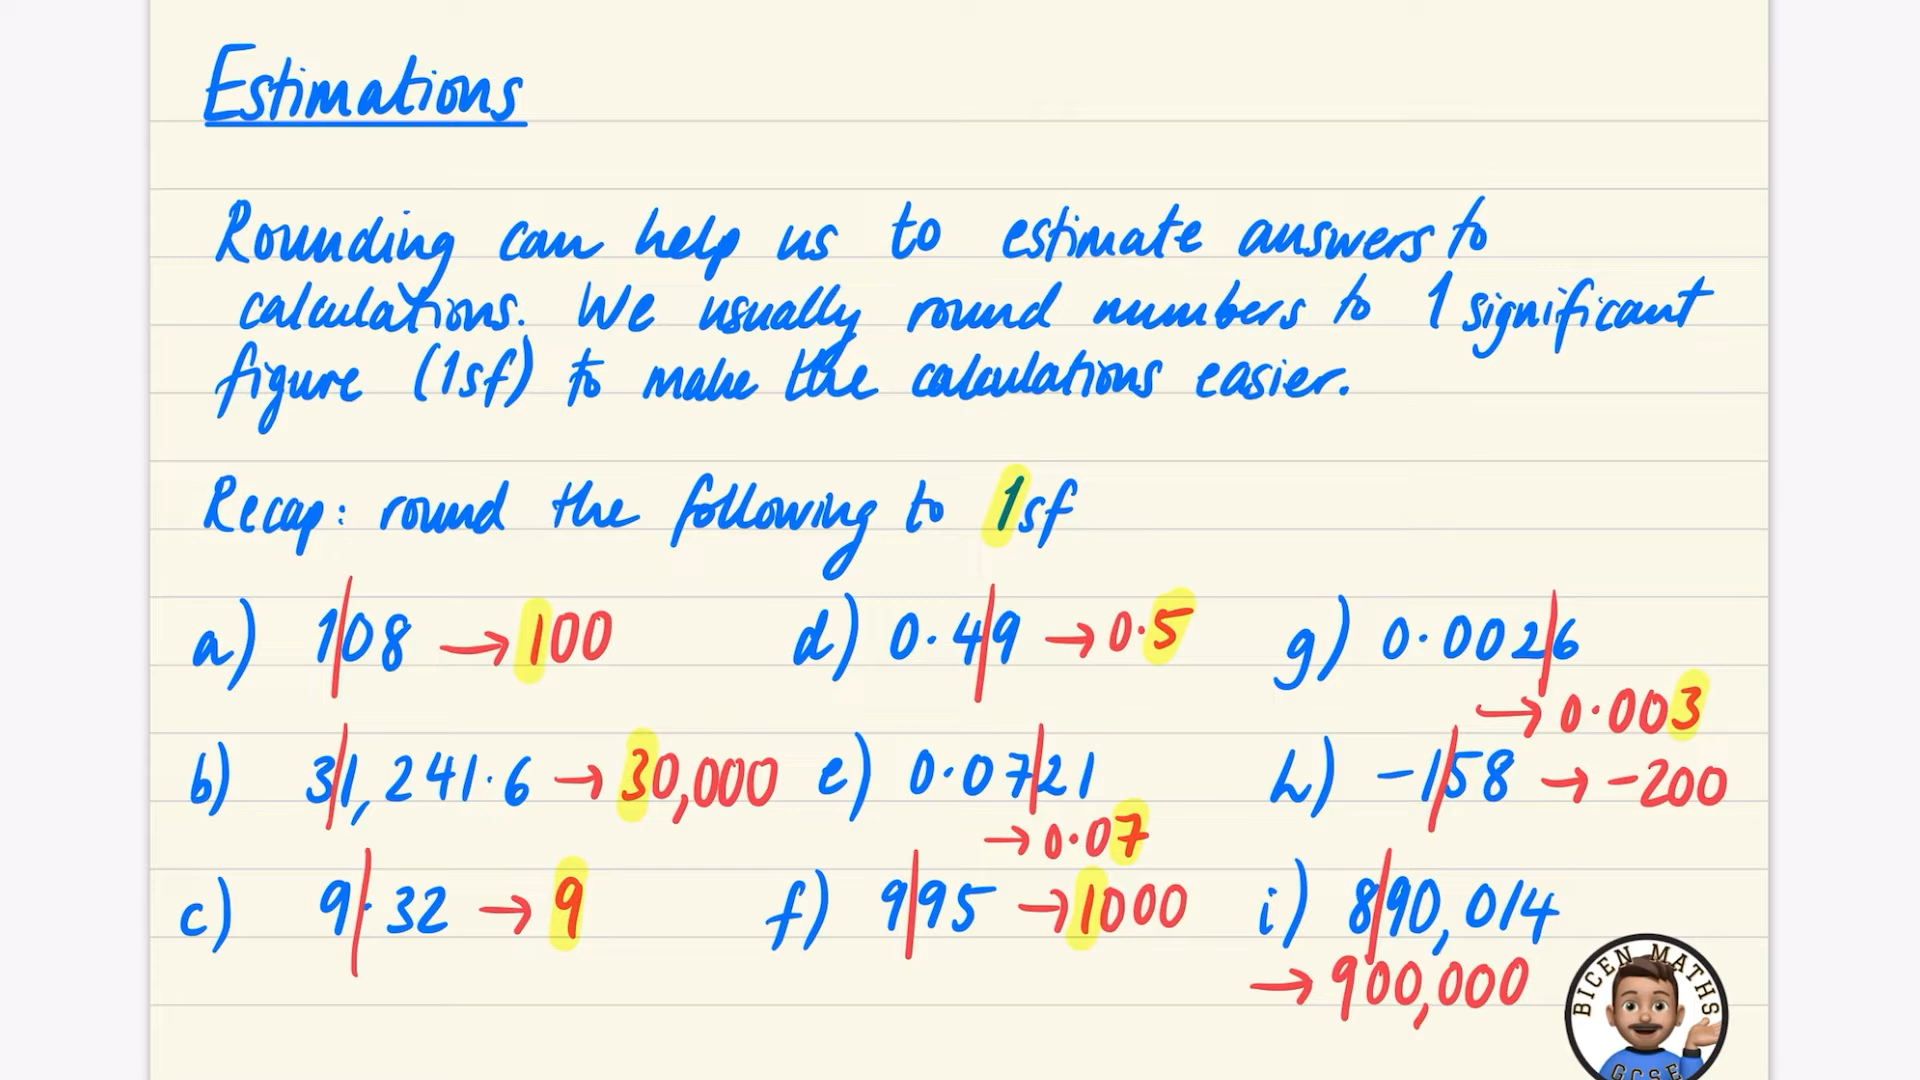 Estimations
Rounding can help us to estimate answers to
calculations. We usually round numbers to 1 significant
figure (1sf) to make the calculations easier.
Recap: round the following to 1sf
a) 108 → 100
d) 0.49 → 0.5
g) 0.0026
→ 0.003
b) 31,241.6 → 30,000
e) 0.0721
→ 0.07
h) -158 → -200
c) 9.32 → 9
f) 995 → 1000
i) 890,014
→ 900,000
BICEN MATHS
GCSE